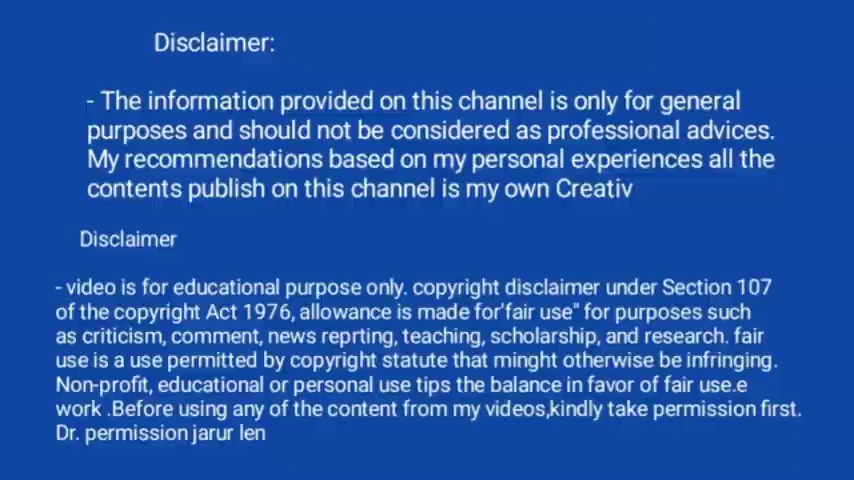 Disclaimer:
- The information provided on this channel is only for general
purposes and should not be considered as professional advices.
My recommendations based on my personal experiences all the
contents publish on this channel is my own Creativ
Disclaimer
- video is for educational purpose only. copyright disclaimer under Section 107
of the copyright Act 1976, allowance is made for'fair use" for purposes such
as criticism, comment, news reprting, teaching, scholarship, and research. fair
use is a use permitted by copyright statute that minght otherwise be infringing.
Non-profit, educational or personal use tips the balance in favor of fair use.e
work .Before using any of the content from my videos,kindly take permission first.
Dr. permission jarur len